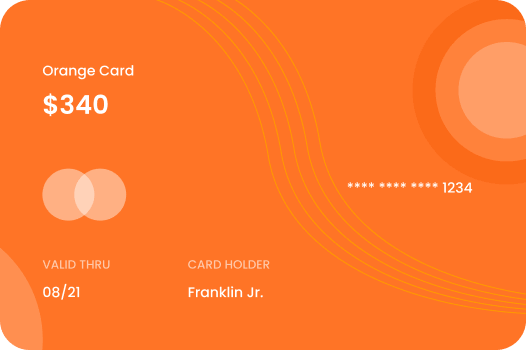 Orange Card
$340
**** **** **** 1234
VALID THRU
CARD HOLDER
08/21
Franklin Jr.